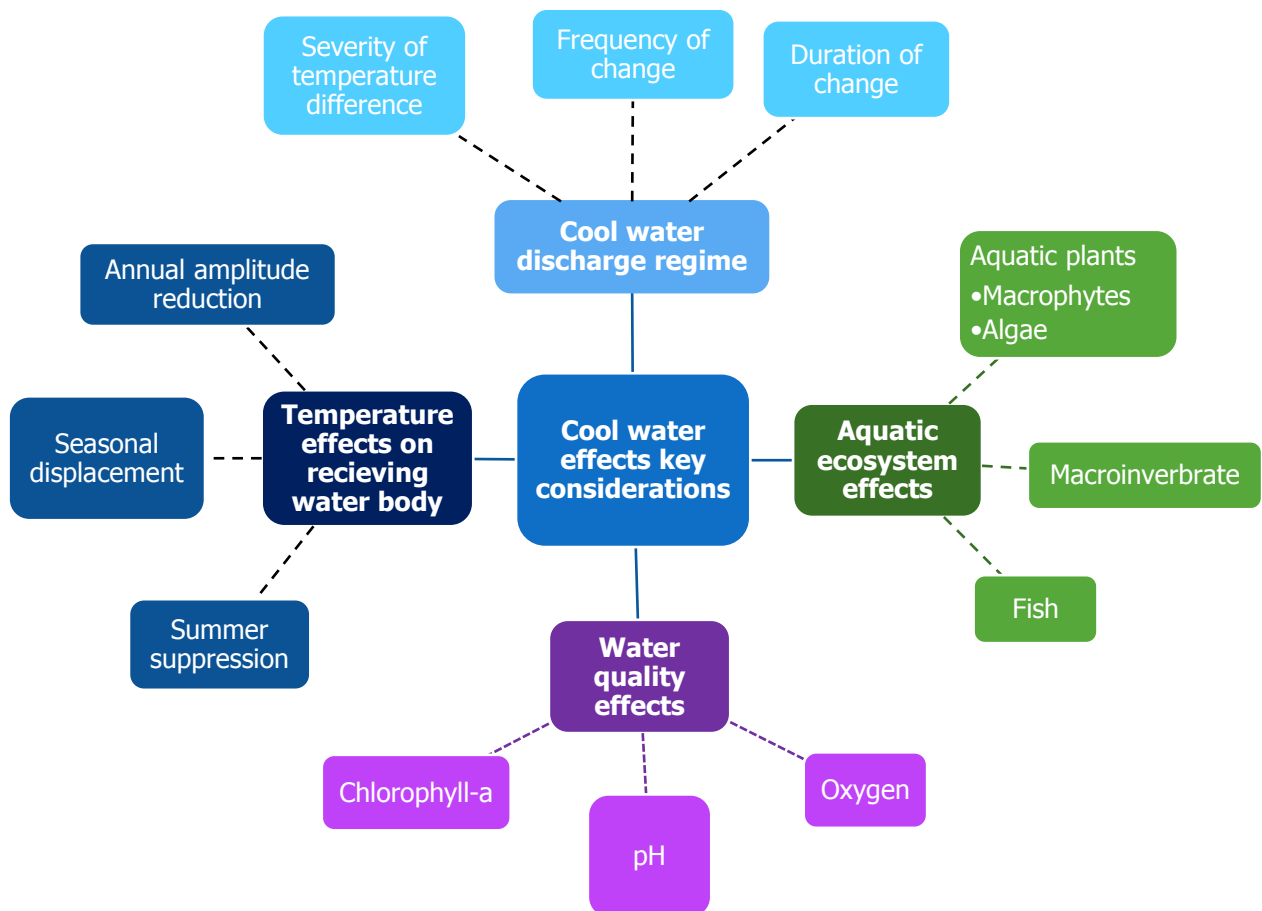 Severity of
temperature
difference
Frequency of
change
Duration of
change
Cool water
discharge regime
Annual amplitude
reduction
Aquatic plants
•Macrophytes
•Algae
Seasonal
displacement
Temperature
effects on
recieving
water body
Cool water
effects key
considerations
Aquatic
ecosystem
effects
Macroinverbrate
Summer
suppression
Fish
Water
quality
effects
Chlorophyll-a
pH
Oxygen